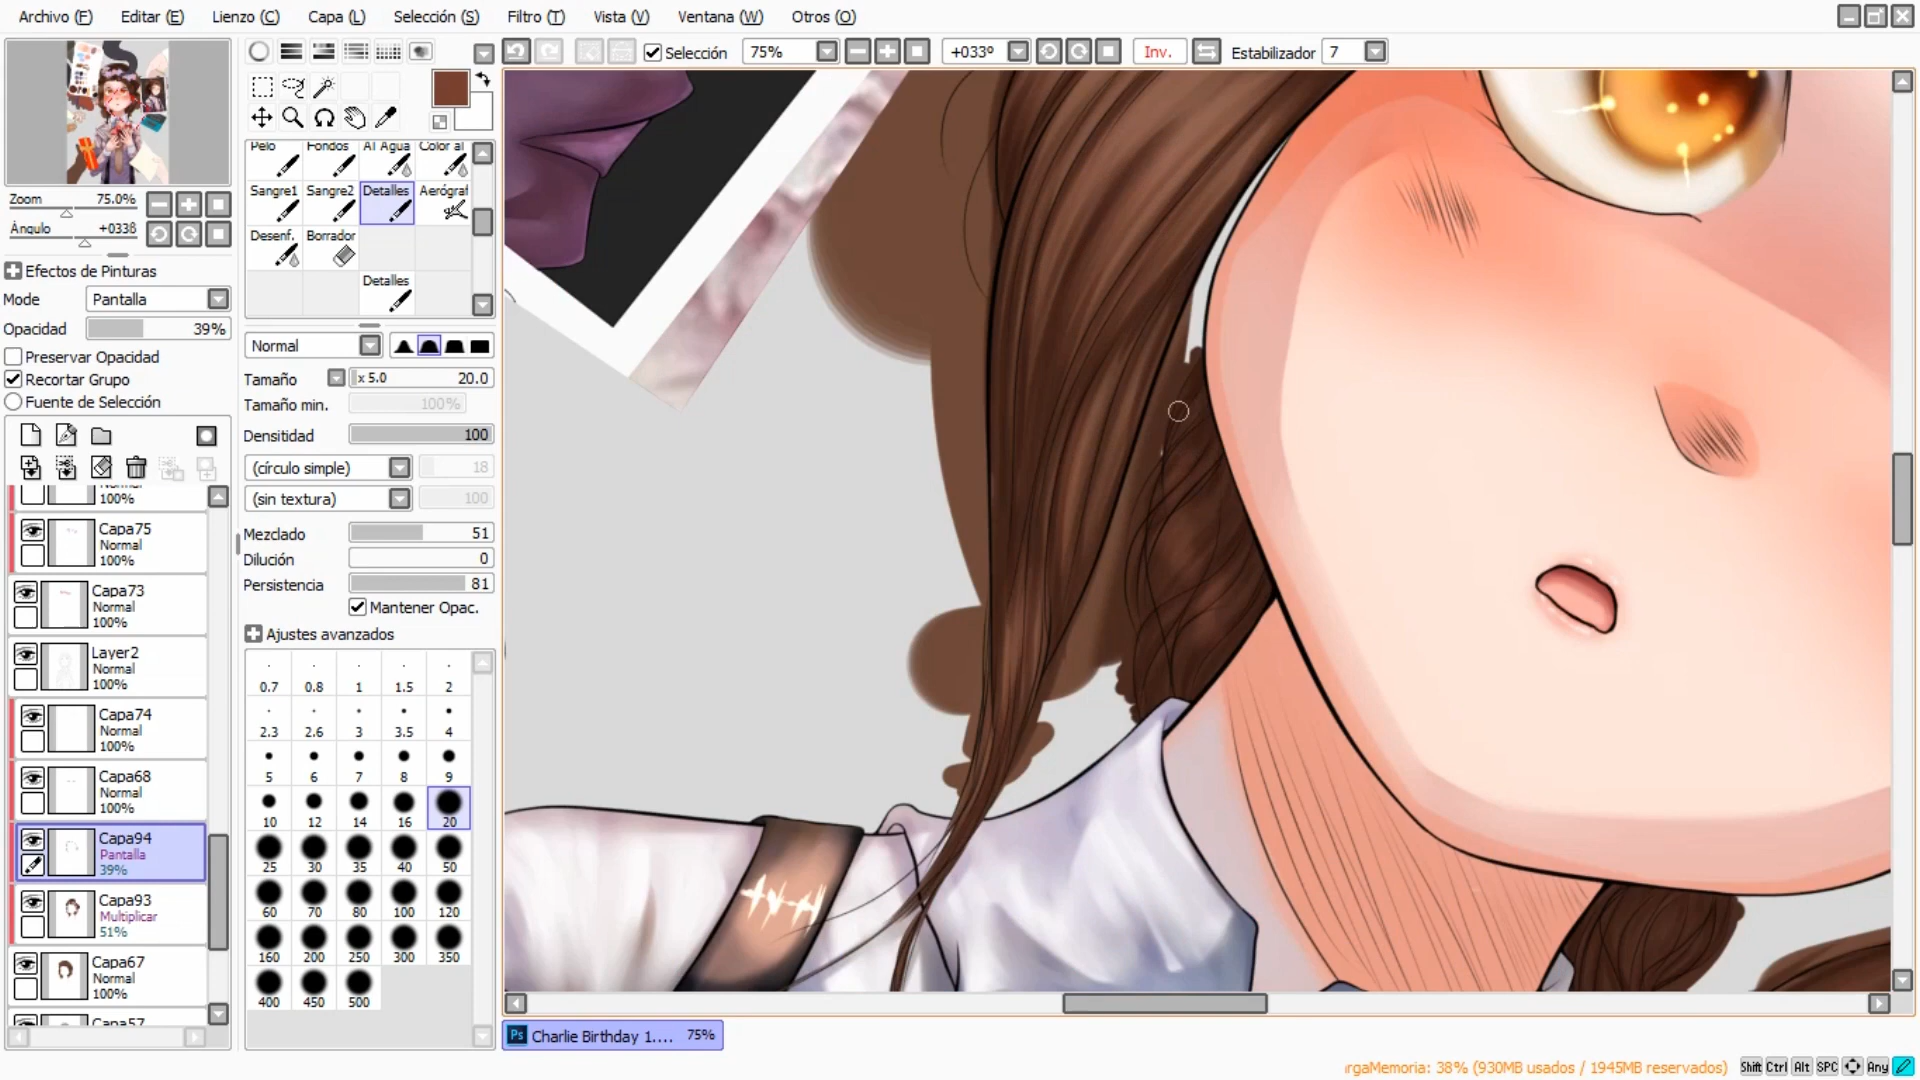 Archivo (F) Editar (E) Lienzo (C) Capa (L) Selección (S) Filtro (T) Vista (V) Ventana (W) Otros (O)
Selección 75% +033º Inv. Estabilizador 7
Zoom 75.0%
Ángulo +033ß
Efectos de Pinturas
Mode Pantalla
Opacidad 39%
Preservar Opacidad
Recortar Grupo
Fuente de Selección
100%
Capa75
Normal
100%
Capa73
Normal
100%
Layer2
Normal
100%
Capa74
Normal
100%
Capa68
Normal
100%
Capa94
Pantalla
39%
Capa93
Multiplicar
51%
Capa67
Normal
100%
Capa57
Pelo Fondos Al Agua Color al
Sangre1 Sangre2 Detalles Aerógraf
Desenf. Borrador
Detalles
Normal
Tamaño x 5.0 20.0
Tamaño min. 100%
Densitidad 100
(círculo simple) 18
(sin textura) 100
Mezclado 51
Dilución 0
Persistencia 81
Mantener Opac.
Ajustes avanzados
0.7 0.8 1 1.5 2
2.3 2.6 3 3.5 4
5 6 7 8 9
10 12 14 16 20
25 30 35 40 50
60 70 80 100 120
160 200 250 300 350
400 450 500
Ps Charlie Birthday 1.... 75%
rgaMemoria: 38% (930MB usados / 1945MB reservados) Shift Ctrl Alt SPC Any